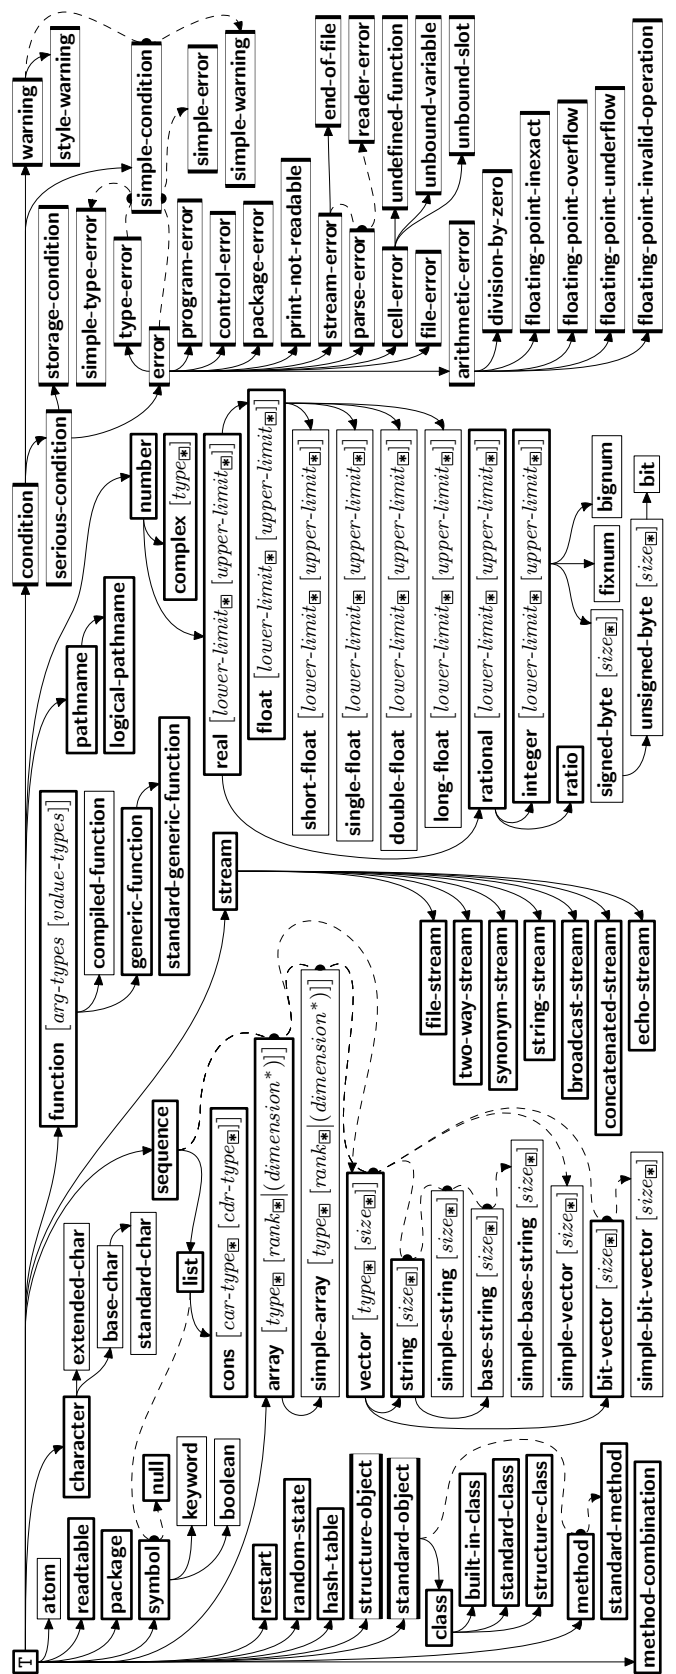 T
atom
readtable
package
symbol
null
keyword
boolean
restart
random-state
hash-table
structure-object
standard-object
class
built-in-class
standard-class
structure-class
method
standard-method
method-combination
character
extended-char
base-char
standard-char
sequence
list
cons [car-type* [cdr-type*]]
array [type* [rank*|(dimension*)]]
simple-array [type* [rank*|(dimension*)]]
vector [type* [size*]]
string [size*]
simple-string [size*]
base-string [size*]
simple-base-string [size*]
simple-vector [size*]
bit-vector [size*]
simple-bit-vector [size*]
function [arg-types [value-types]]
compiled-function
generic-function
standard-generic-function
stream
file-stream
two-way-stream
synonym-stream
string-stream
broadcast-stream
concatenated-stream
echo-stream
pathname
logical-pathname
number
complex [type*]
real [lower-limit* [upper-limit*]]
float [lower-limit* [upper-limit*]]
short-float [lower-limit* [upper-limit*]]
single-float [lower-limit* [upper-limit*]]
double-float [lower-limit* [upper-limit*]]
long-float [lower-limit* [upper-limit*]]
rational [lower-limit* [upper-limit*]]
integer [lower-limit* [upper-limit*]]
ratio
signed-byte [size*]
fixnum
bignum
unsigned-byte [size*]
bit
condition
serious-condition
storage-condition
simple-type-error
type-error
error
program-error
control-error
package-error
print-not-readable
stream-error
parse-error
cell-error
file-error
arithmetic-error
division-by-zero
floating-point-inexact
floating-point-overflow
floating-point-underflow
floating-point-invalid-operation
end-of-file
reader-error
undefined-function
unbound-variable
unbound-slot
warning
style-warning
simple-condition
simple-error
simple-warning